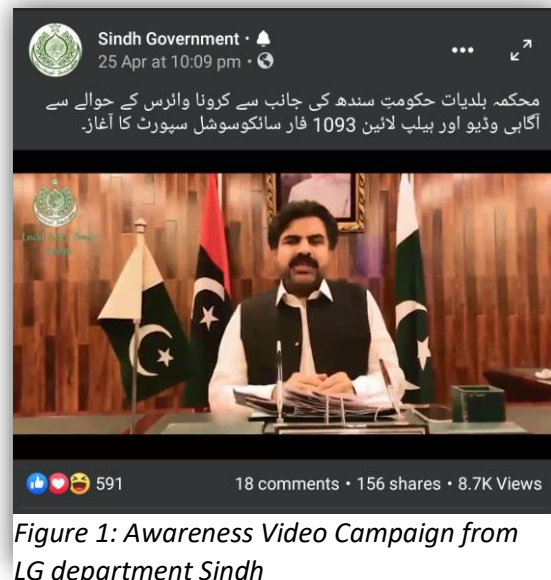 Sindh Government ·
25 Apr at 10:09 pm ·
محکمہ بلدیات حکومتِ سندھ کی جانب سے کرونا وائرس کے حوالے سے
آگاہی وڈیو اور ہیلپ لائین 1093 فار سائکوسوشل سپورٹ کا آغاز۔
591
18 comments • 156 shares • 8.7K Views
Figure 1: Awareness Video Campaign from
LG department Sindh